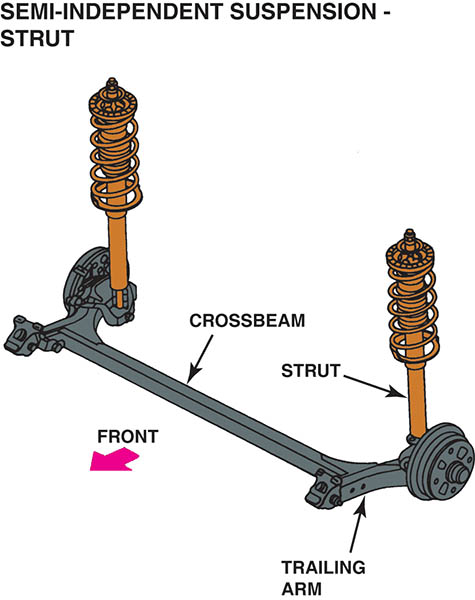 SEMI-INDEPENDENT SUSPENSION -
STRUT
CROSSBEAM
STRUT
FRONT
TRAILING
ARM